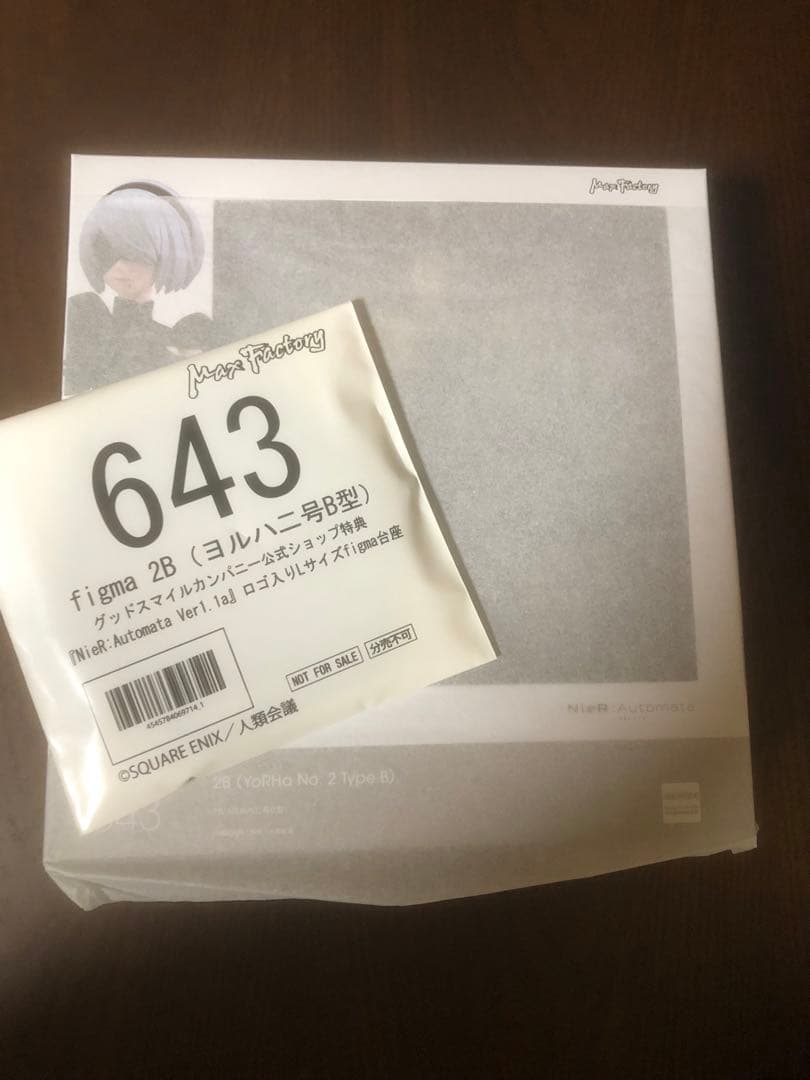 Max Factory
Max Factory
643
figma 2B（ヨルハ二号B型）
グッドスマイルカンパニー公式ショップ特典
『NieR:Automata Ver1.1a』ロゴ入りLサイズfigma台座
NOT FOR SALE
分売不可
4545784069714_1
©SQUARE ENIX／人類会議
NieR:Automata
2B (YoRHa No. 2 Type B)
643